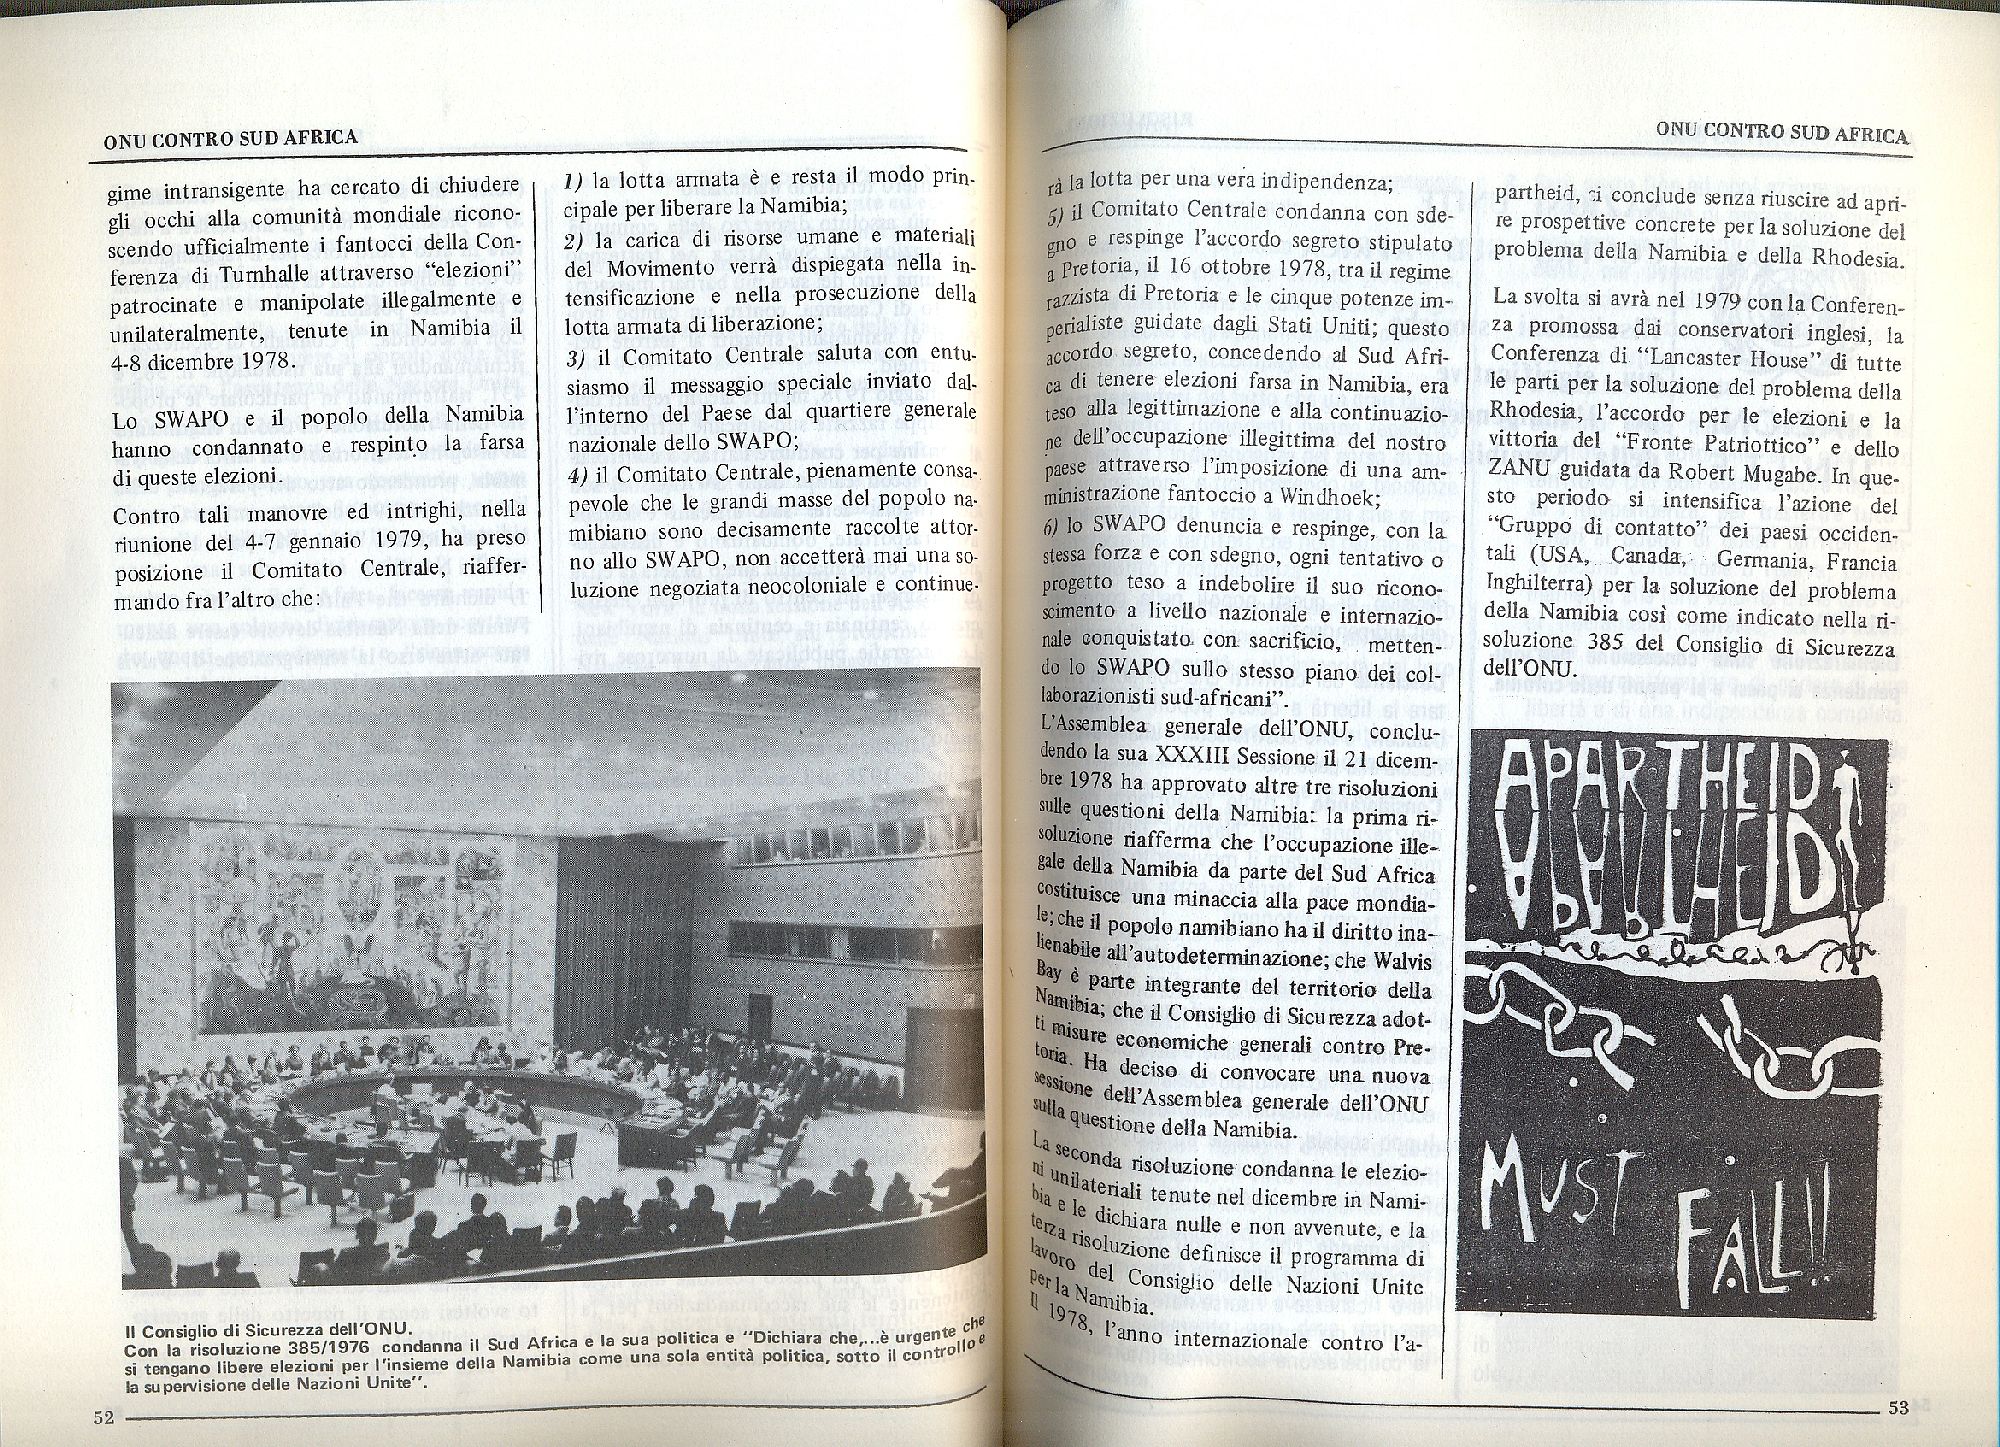 ONU CONTRO SUD AFRICA
gime intransigente ha cercato di chiudere
gli occhi alla comunità mondiale ricono-
scendo ufficialmente i fantocci della Con-
ferenza di Turnhalle attraverso “elezioni”
patrocinate e manipolate illegalmente e
unilateralmente, tenute in Namibia il
4-8 dicembre 1978.
Lo SWAPO e il popolo della Namibia
hanno condannato e respinto la farsa
di queste elezioni.
Contro tali manovre ed intrighi, nella
riunione del 4-7 gennaio 1979, ha preso
posizione il Comitato Centrale, riaffer-
mando fra l’altro che:
1) la lotta armata è e resta il modo prin-
cipale per liberare la Namibia;
2) la carica di risorse umane e materiali
del Movimento verrà dispiegata nella in-
tensificazione e nella prosecuzione della
lotta armata di liberazione;
3) il Comitato Centrale saluta con entu-
siasmo il messaggio speciale inviato dal-
l’interno del Paese dal quartiere generale
nazionale dello SWAPO;
4) il Comitato Centrale, pienamente consa-
pevole che le grandi masse del popolo na-
mibiano sono decisamente raccolte attor-
no allo SWAPO, non accetterà mai una so-
luzione negoziata neocoloniale e continue-
Il Consiglio di Sicurezza dell’ONU.
Con la risoluzione 385/1976 condanna il Sud Africa e la sua politica e “Dichiara che,...è urgente che
si tengano libere elezioni per l’insieme della Namibia come una sola entità politica, sotto il controllo e
la supervisione delle Nazioni Unite”.
52
ONU CONTRO SUD AFRICA
rà la lotta per una vera indipendenza;
5) il Comitato Centrale condanna con sde-
gno e respinge l’accordo segreto stipulato
a Pretoria, il 16 ottobre 1978, tra il regime
razzista di Pretoria e le cinque potenze im-
perialiste guidate dagli Stati Uniti; questo
accordo segreto, concedendo al Sud Afri-
ca di tenere elezioni farsa in Namibia, era
teso alla legittimazione e alla continuazio-
ne dell’occupazione illegittima del nostro
paese attraverso l’imposizione di una am-
ministrazione fantoccio a Windhoek;
6) lo SWAPO denuncia e respinge, con la
stessa forza e con sdegno, ogni tentativo o
progetto teso a indebolire il suo ricono-
scimento a livello nazionale e internazio-
nale conquistato con sacrificio, metten-
do lo SWAPO sullo stesso piano dei col-
laborazionisti sud-africani”.
L’Assemblea generale dell’ONU, conclu-
dendo la sua XXXIII Sessione il 21 dicem-
bre 1978 ha approvato altre tre risoluzioni
sulle questioni della Namibia: la prima ri-
soluzione riafferma che l’occupazione ille-
gale della Namibia da parte del Sud Africa
costituisce una minaccia alla pace mondia-
le; che il popolo namibiano ha il diritto ina-
lienabile all’autodeterminazione; che Walvis
Bay è parte integrante del territorio della
Namibia; che il Consiglio di Sicurezza adot-
ti misure economiche generali contro Pre-
toria. Ha deciso di convocare una nuova
sessione dell’Assemblea generale dell’ONU
sulla questione della Namibia.
La seconda risoluzione condanna le elezio-
ni unilateriali tenute nel dicembre in Nami-
bia e le dichiara nulle e non avvenute, e la
terza risoluzione definisce il programma di
lavoro del Consiglio delle Nazioni Unite
per la Namibia.
Il 1978, l’anno internazionale contro l’a-
partheid, si conclude senza riuscire ad apri-
re prospettive concrete per la soluzione del
problema della Namibia e della Rhodesia.
La svolta si avrà nel 1979 con la Conferen-
za promossa dai conservatori inglesi, la
Conferenza di “Lancaster House” di tutte
le parti per la soluzione del problema della
Rhodesia, l’accordo per le elezioni e la
vittoria del “Fronte Patriottico” e dello
ZANU guidata da Robert Mugabe. In que-
sto periodo si intensifica l’azione del
“Gruppo di contatto” dei paesi occiden-
tali (USA, Canada, Germania, Francia
Inghilterra) per la soluzione del problema
della Namibia così come indicato nella ri-
soluzione 385 del Consiglio di Sicurezza
dell’ONU.
APARTHEID
MUST
FALL!!
53